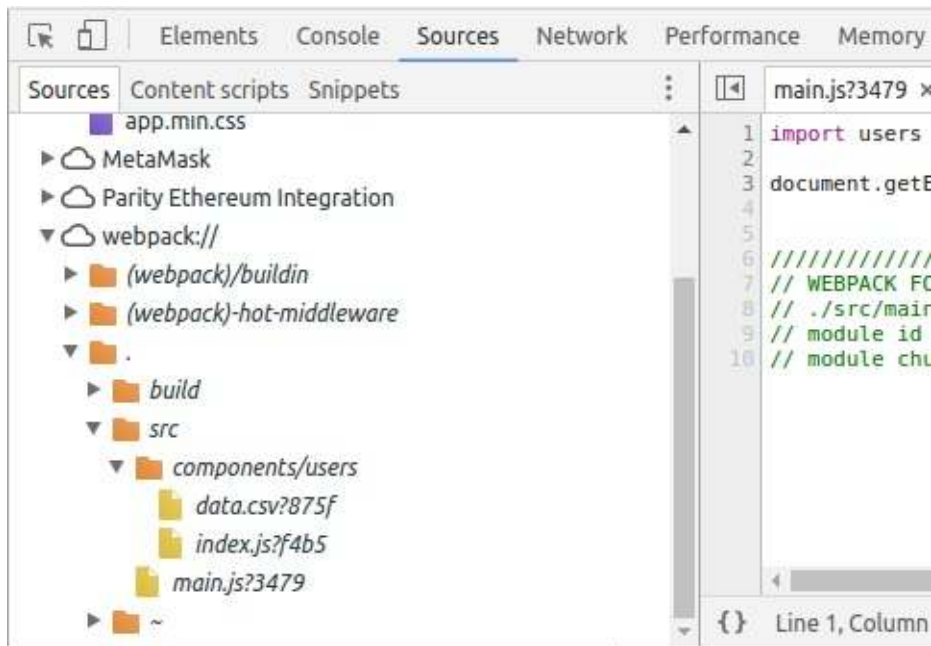 Elements Console Sources Network Performance Memory
Sources Content scripts Snippets
app.min.css
MetaMask
Parity Ethereum Integration
webpack://
(webpack)/buildin
(webpack)-hot-middleware
.
build
src
components/users
data.csv?875f
index.js?f4b5
main.js?3479
~
main.js?3479 ×
1 import users
2
3 document.getE
4
5
6 /////////////
7 // WEBPACK FO
8 // ./src/main
9 // module id
10 // module chu
{} Line 1, Column